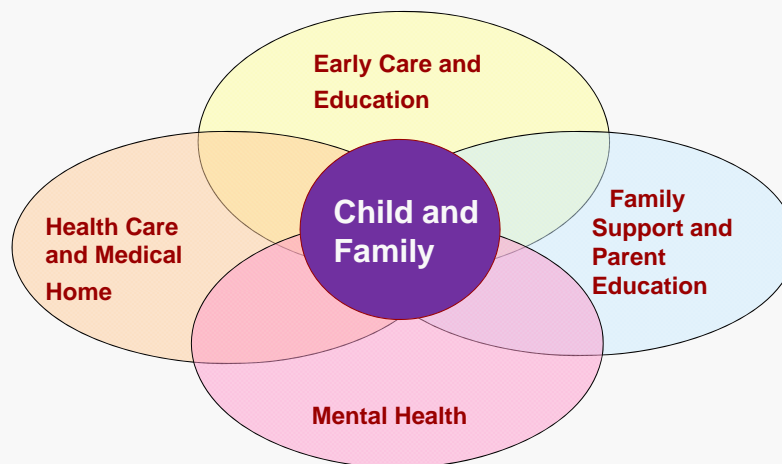 Early Care and
Education
Child and
Family
Health Care
and Medical
Home
Family
Support and
Parent
Education
Mental Health